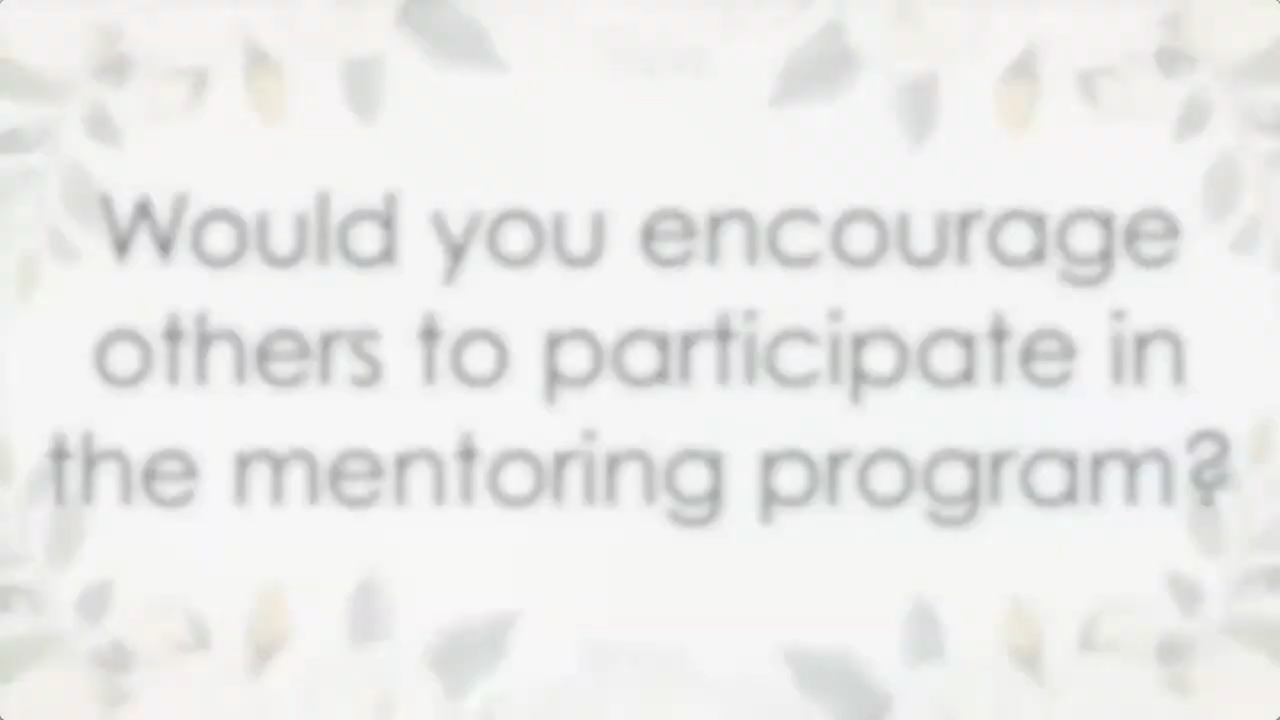 Would you encourage
others to participate in
the mentoring program?